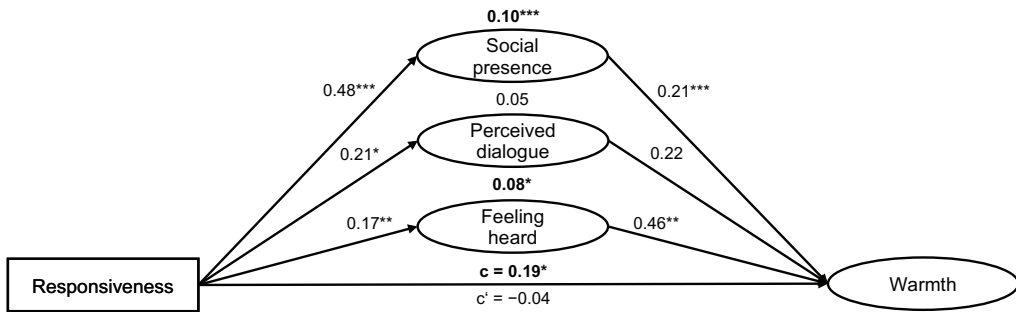 0.10***
Social
presence
0.48***
0.21***
0.05
Perceived
dialogue
0.21*
0.22
0.08*
Feeling
heard
0.17**
0.46**
Responsiveness
c = 0.19*
c‘ = −0.04
Warmth